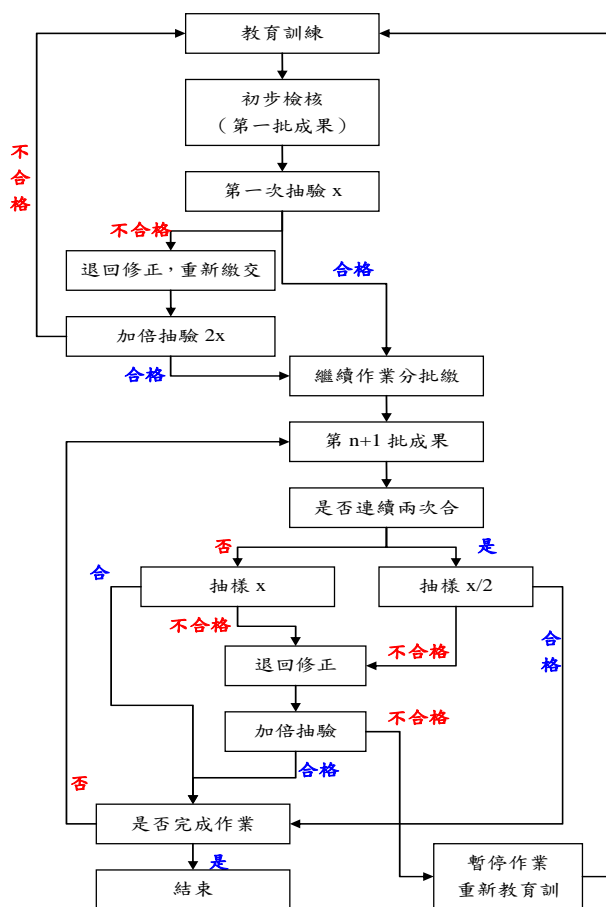 教育訓練
初步檢核
（第一批成果）
不合格
第一次抽驗 x
不合格
合格
退回修正，重新繳交
加倍抽驗 2x
合格
繼續作業分批繳
第 n+1 批成果
是否連續兩次合
否
是
合
抽樣 x
抽樣 x/2
不合格
不合格
合格
退回修正
加倍抽驗
不合格
合格
否
是否完成作業
是
結束
暫停作業
重新教育訓